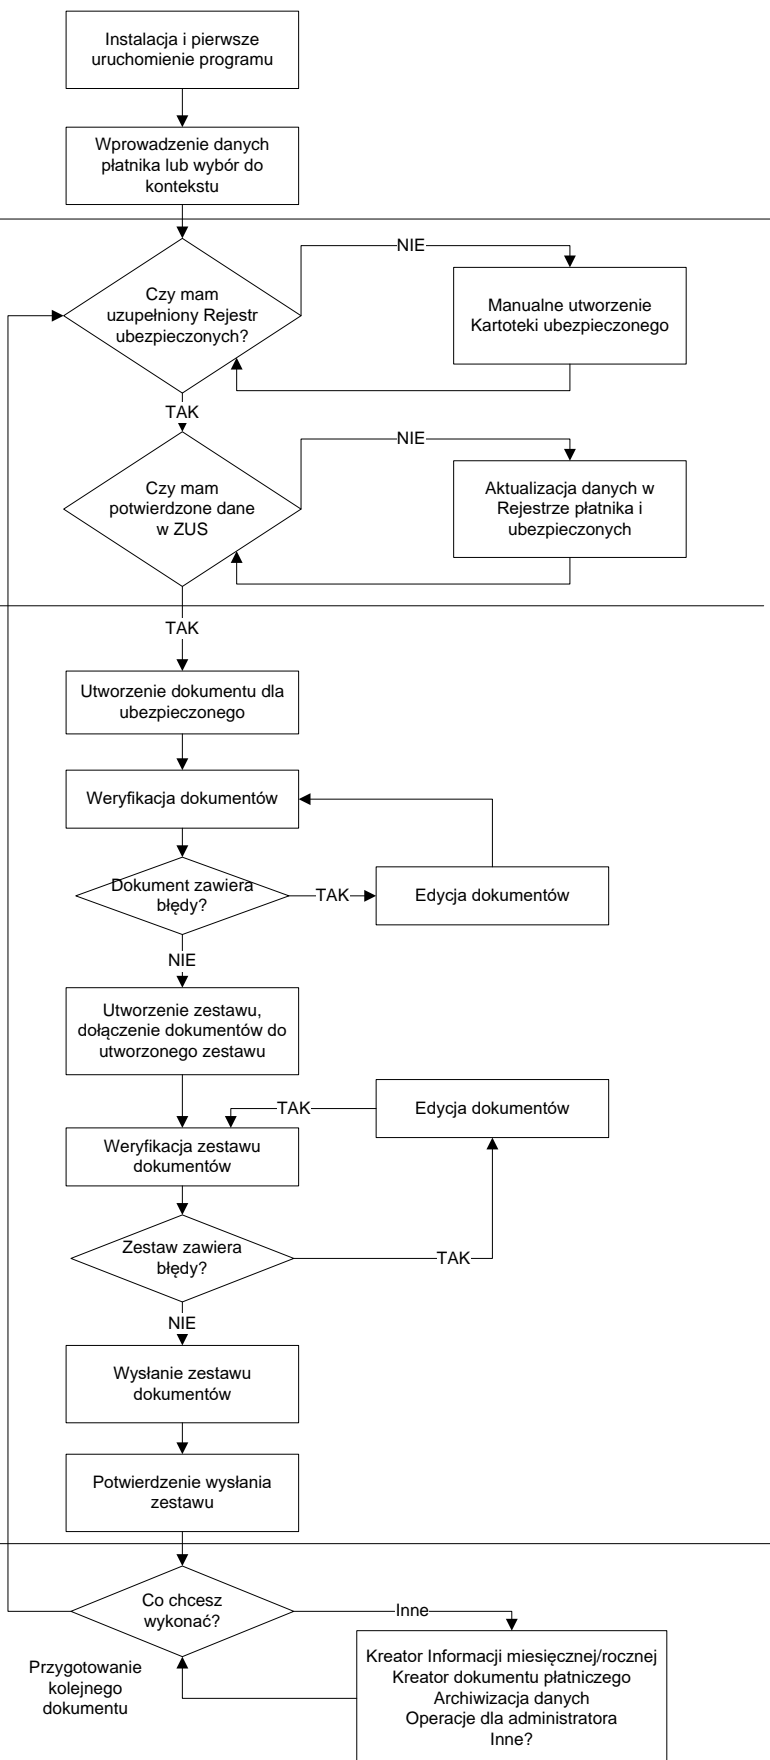 Instalacja i pierwsze
uruchomienie programu
Wprowadzenie danych
płatnika lub wybór do
kontekstu
NIE
Czy mam
uzupełniony Rejestr
ubezpieczonych?
Manualne utworzenie
Kartoteki ubezpieczonego
TAK
NIE
Czy mam
potwierdzone dane
w ZUS
Aktualizacja danych w
Rejestrze płatnika i
ubezpieczonych
TAK
Utworzenie dokumentu dla
ubezpieczonego
Weryfikacja dokumentów
Dokument zawiera
błędy?
TAK
Edycja dokumentów
NIE
Utworzenie zestawu,
dołączenie dokumentów do
utworzonego zestawu
TAK
Edycja dokumentów
Weryfikacja zestawu
dokumentów
Zestaw zawiera
błędy?
TAK
NIE
Wysłanie zestawu
dokumentów
Potwierdzenie wysłania
zestawu
Co chcesz
wykonać?
Inne
Przygotowanie
kolejnego
dokumentu
Kreator Informacji miesięcznej/rocznej
Kreator dokumentu płatniczego
Archiwizacja danych
Operacje dla administratora
Inne?